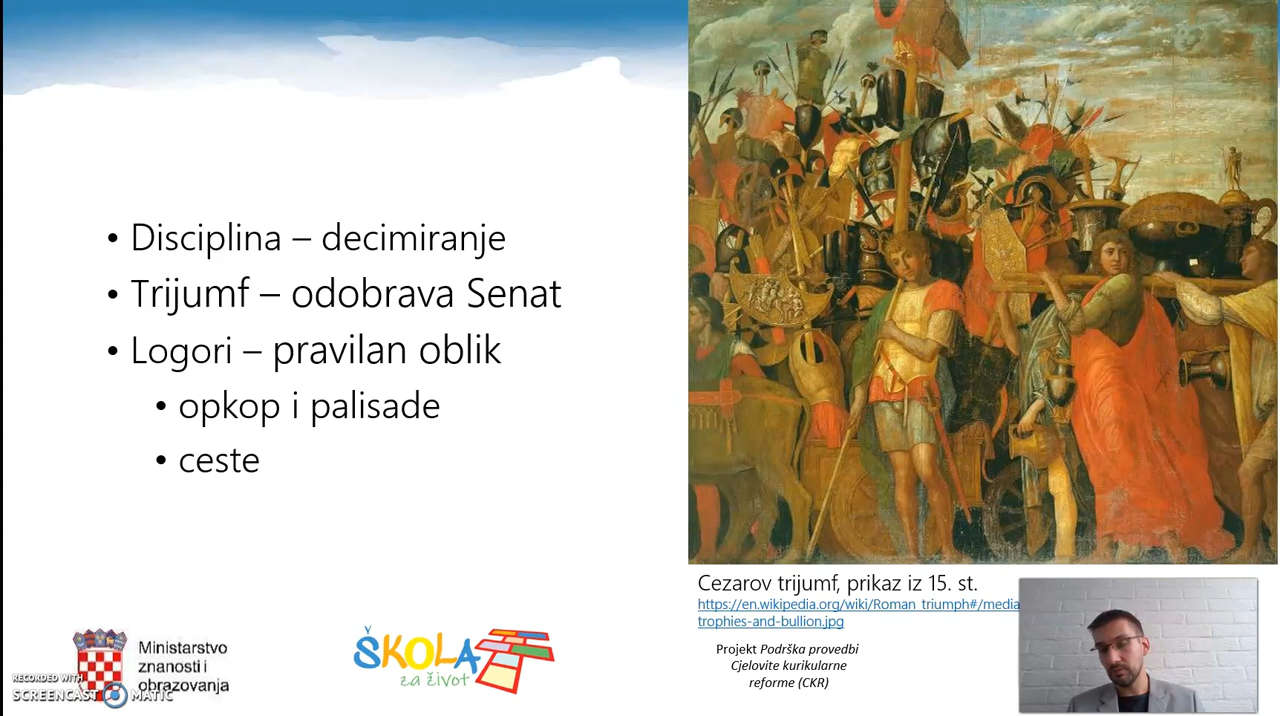 • Disciplina – decimiranje
• Trijumf – odobrava Senat
• Logori – pravilan oblik
• opkop i palisade
• ceste
Cezarov trijumf, prikaz iz 15. st.
https://en.wikipedia.org/wiki/Roman_triumph#/media
trophies-and-bullion.jpg
Projekt Podrška provedbi
Cjelovite kurikularne
reforme (CKR)
Ministarstvo
znanosti i
obrazovanja
ŠKOLA
za život
RECORDED WITH
SCREENCAST MATIC